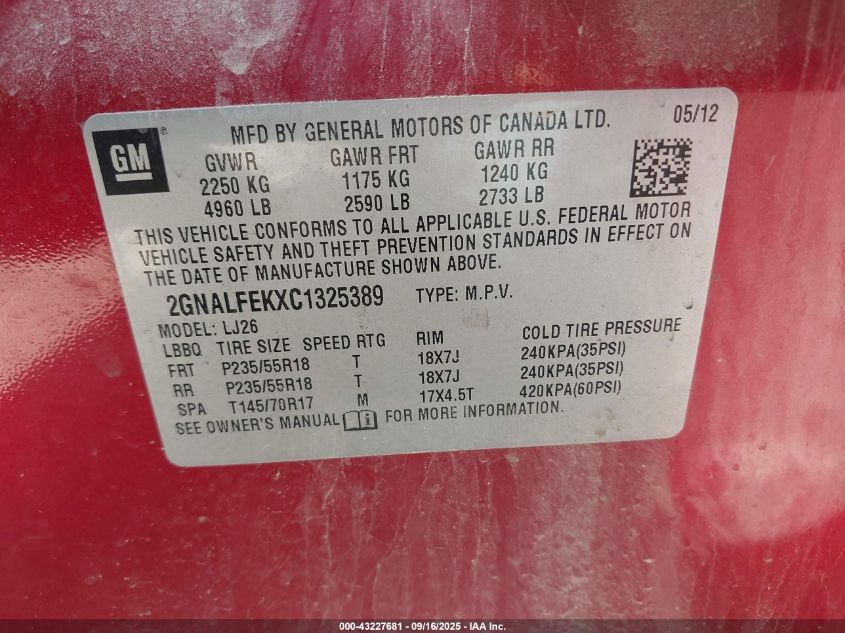 GM
®
MFD BY GENERAL MOTORS OF CANADA LTD.
05/12
GVWR GAWR FRT GAWR RR
2250 KG 1175 KG 1240 KG
4960 LB 2590 LB 2733 LB
THIS VEHICLE CONFORMS TO ALL APPLICABLE U.S. FEDERAL MOTOR
VEHICLE SAFETY AND THEFT PREVENTION STANDARDS IN EFFECT ON
THE DATE OF MANUFACTURE SHOWN ABOVE.
2GNALFEKXC1325389 TYPE: M.P.V.
MODEL: LJ26
LBBQ TIRE SIZE SPEED RTG RIM COLD TIRE PRESSURE
FRT P235/55R18 T 18X7J 240KPA(35PSI)
RR P235/55R18 T 18X7J 240KPA(35PSI)
SPA T145/70R17 M 17X4.5T 420KPA(60PSI)
SEE OWNER'S MANUAL i FOR MORE INFORMATION.
000-43227681 - 09/16/2025 - IAA Inc.